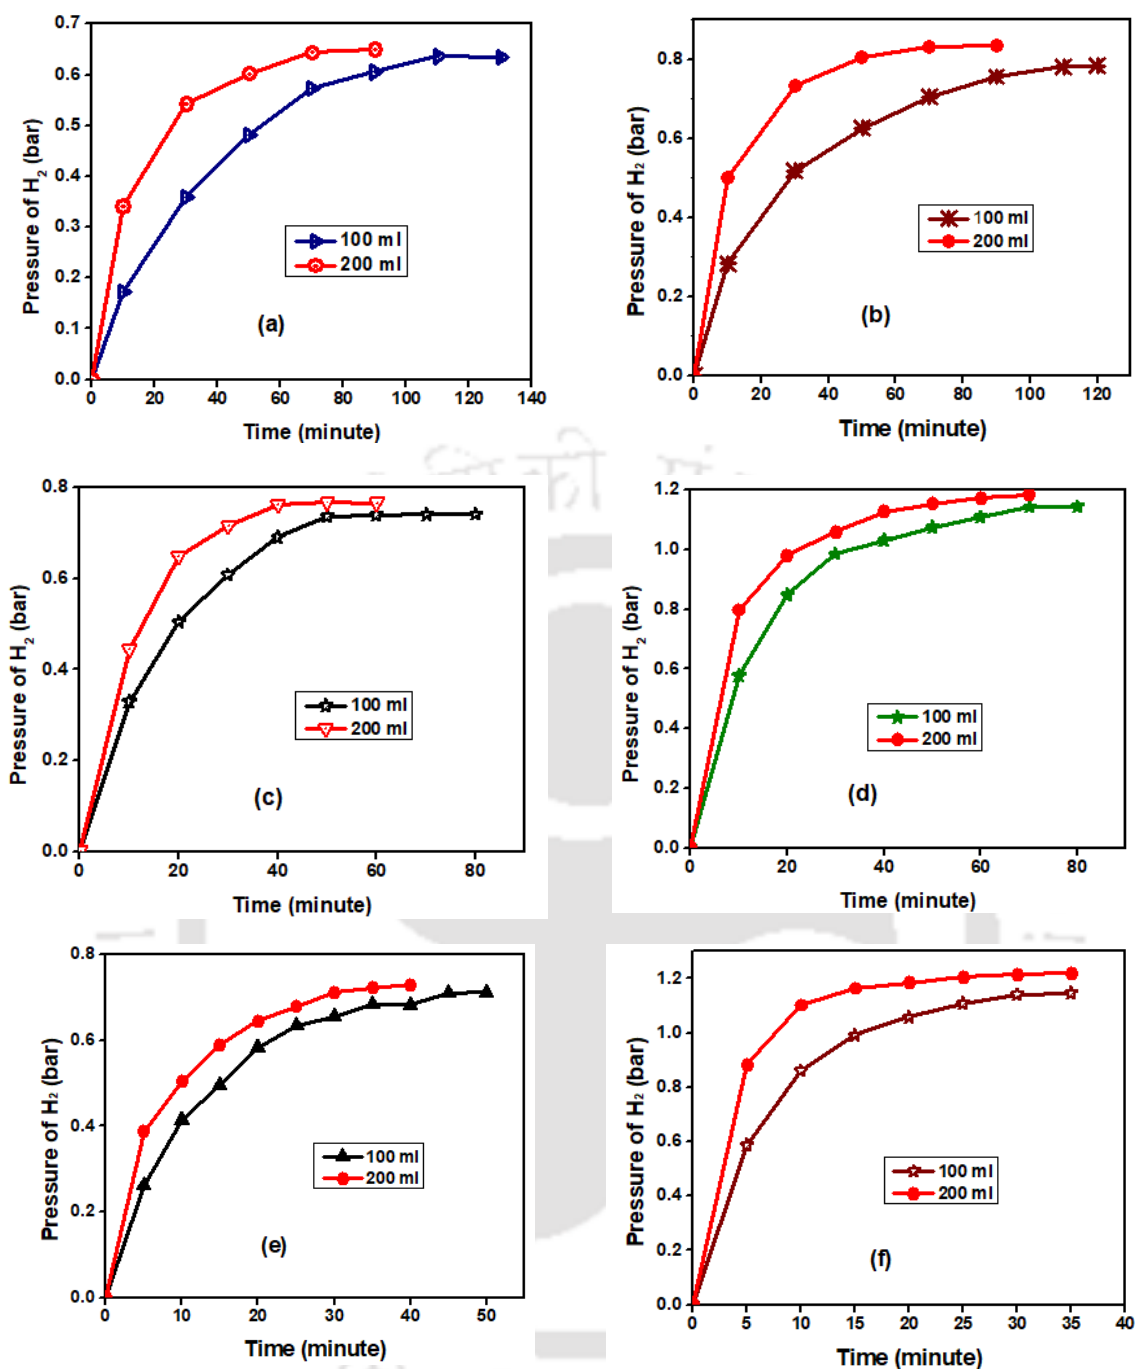 0.7
0.6
0.5
0.4
0.3
0.2
0.1
0.0
Pressure of H₂ (bar)
100 ml
200 ml
(a)
0 20 40 60 80 100 120 140
Time (minute)
0.8
0.6
0.4
0.2
0.0
Pressure of H₂ (bar)
100 ml
200 ml
(b)
0 20 40 60 80 100 120
Time (minute)
0.8
0.6
0.4
0.2
0.0
Pressure of H₂ (bar)
100 ml
200 ml
(c)
0 20 40 60 80
Time (minute)
1.2
1.0
0.8
0.6
0.4
0.2
0.0
Pressure of H₂ (bar)
100 ml
200 ml
(d)
0 20 40 60 80
Time (minute)
0.8
0.6
0.4
0.2
0.0
Pressure of H₂ (bar)
100 ml
200 ml
(e)
0 10 20 30 40 50
Time (minute)
1.2
1.0
0.8
0.6
0.4
0.2
0.0
Pressure of H₂ (bar)
100 ml
200 ml
(f)
0 5 10 15 20 25 30 35 40
Time (minute)